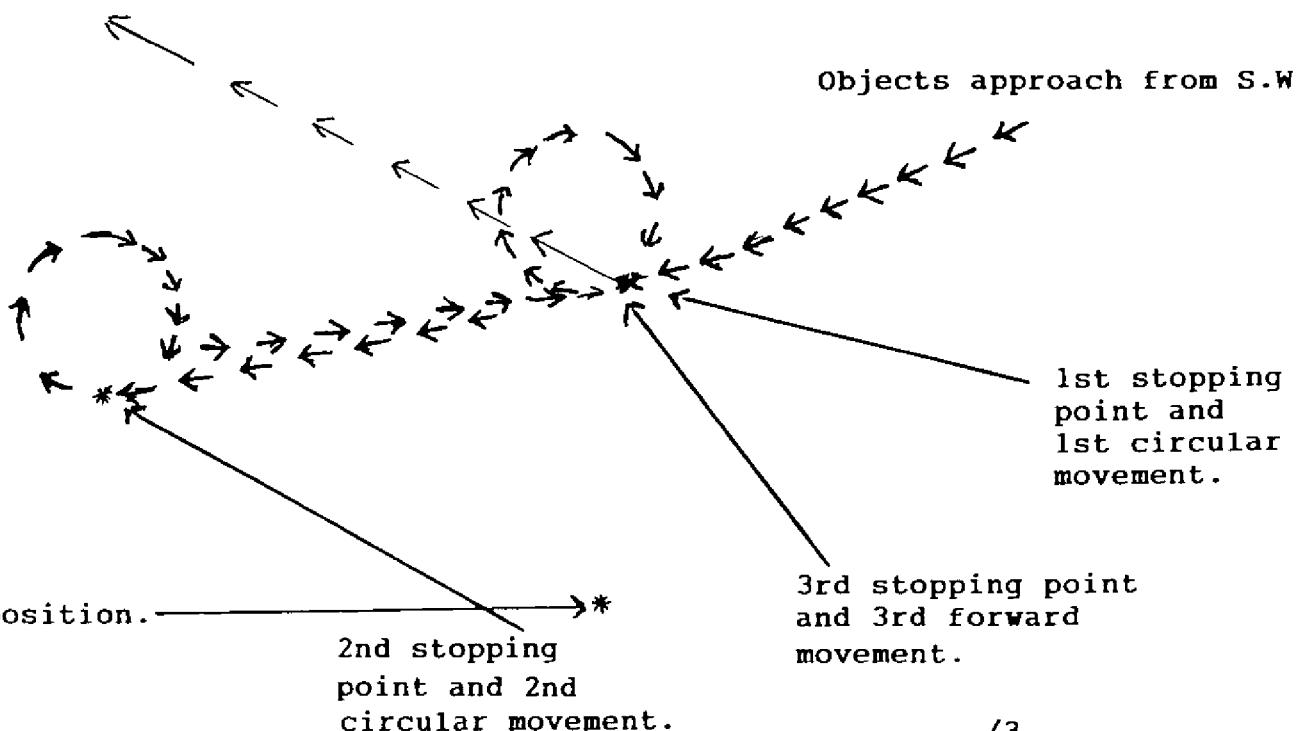 Objects approach from S.W
1st stopping
point and
1st circular
movement.
3rd stopping point
and 3rd forward
movement.
osition.
2nd stopping
point and 2nd
circular movement.
/3